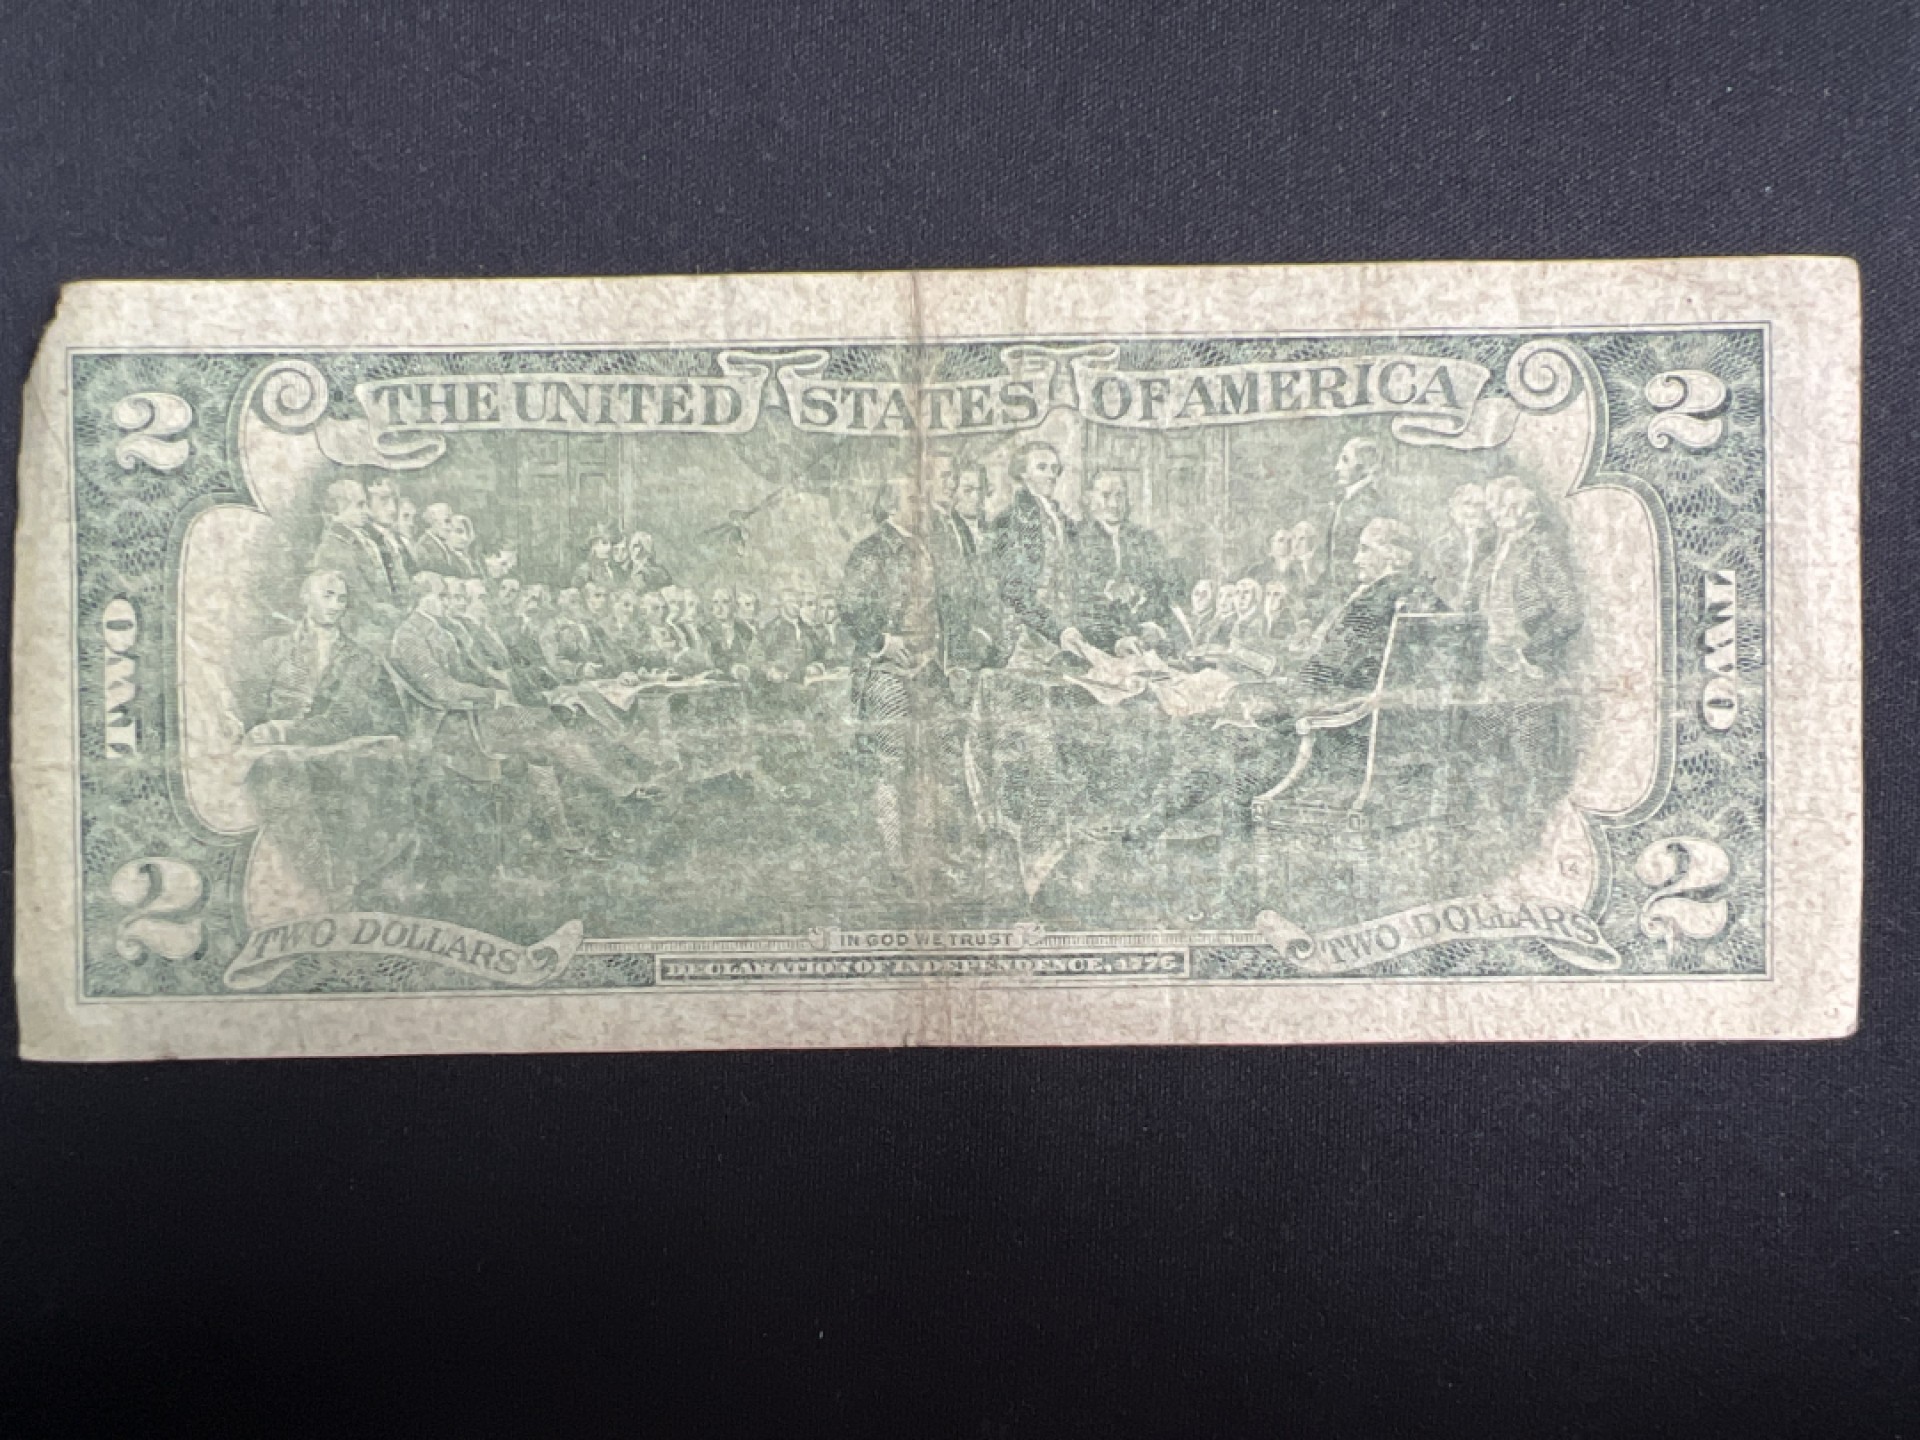 2 THE UNITED STATES OF AMERICA 2
TWO
TWO
2 2
TWO DOLLARS IN GOD WE TRUST TWO DOLLARS
DECLARATION OF INDEPENDENCE, 1776